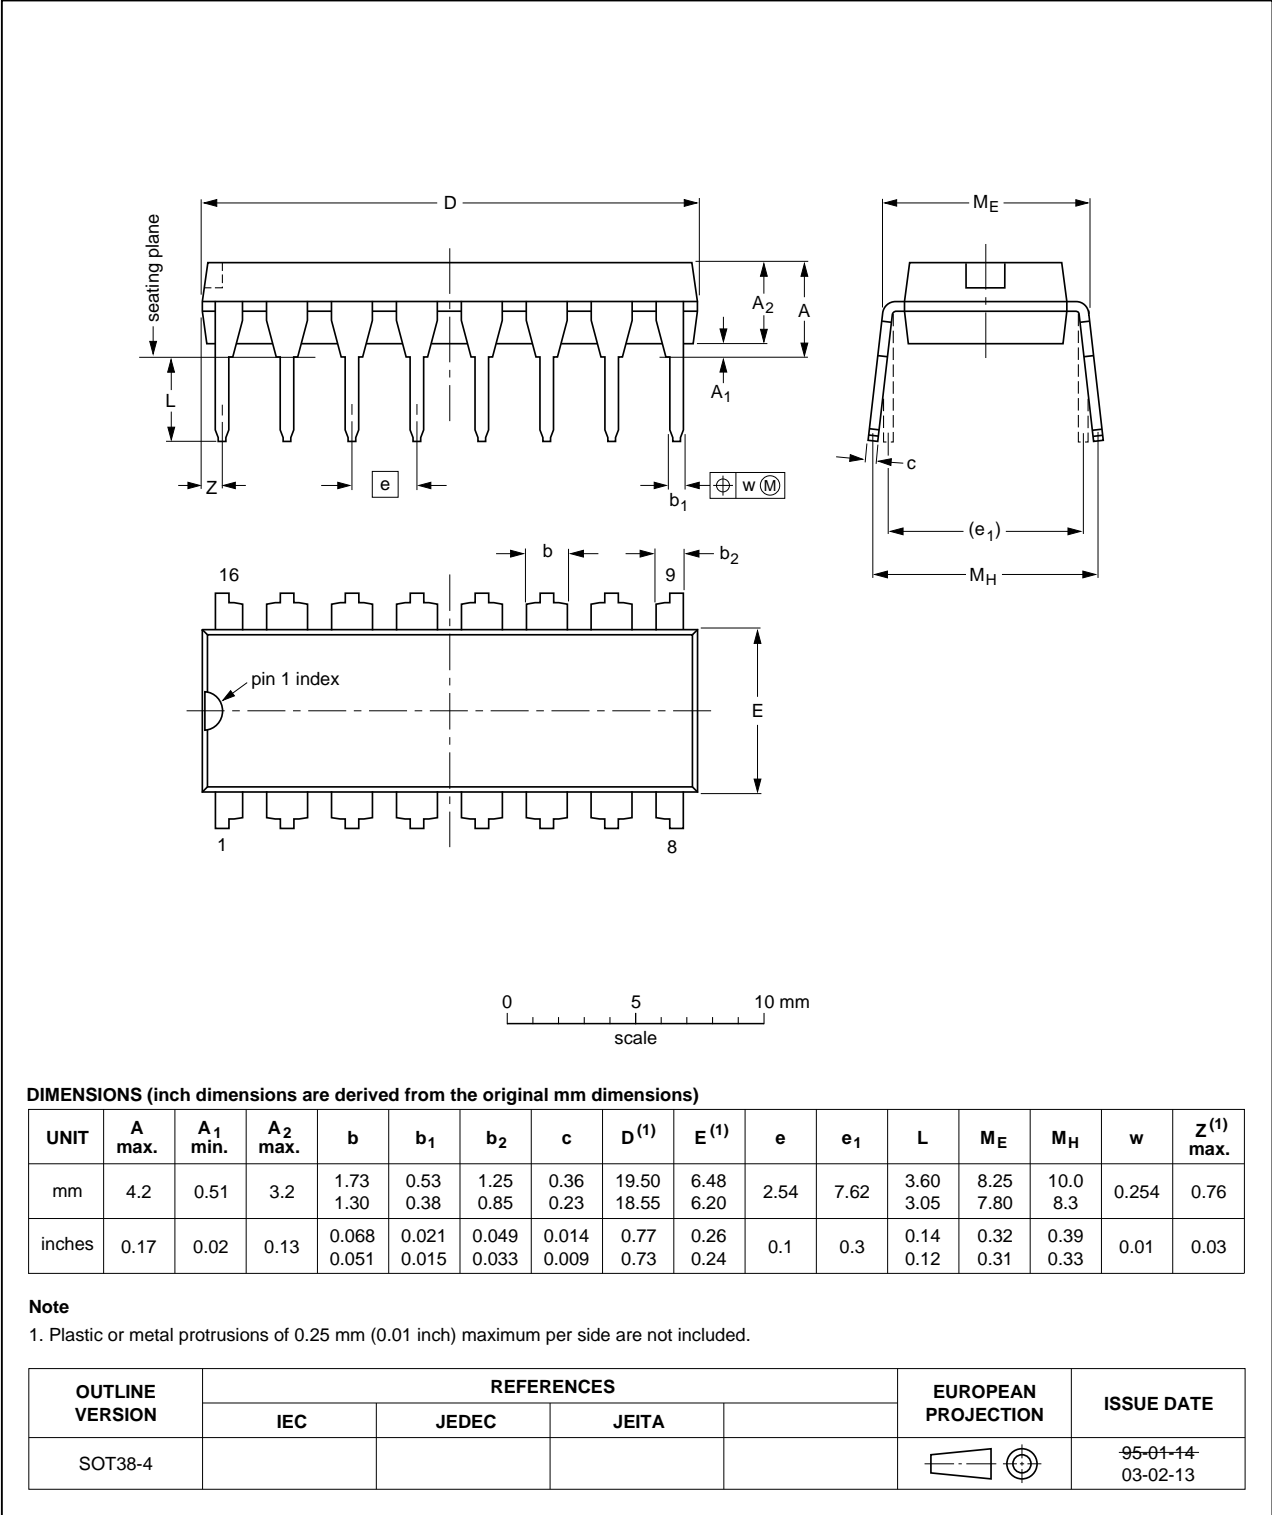 D
M_E
seating plane
A_2
A
L
A_1
Z
e
b_1
w M
c
(e_1)
M_H
b
b_2
16
9
pin 1 index
E
1
8
0 5 10 mm
scale
DIMENSIONS (inch dimensions are derived from the original mm dimensions)
UNIT A max. A1 min. A2 max. b b1 b2 c D(1) E(1) e e1 L ME MH w Z(1) max.
mm 4.2 0.51 3.2 1.73 1.30 0.53 0.38 1.25 0.85 0.36 0.23 19.50 18.55 6.48 6.20 2.54 7.62 3.60 3.05 8.25 7.80 10.0 8.3 0.254 0.76
inches 0.17 0.02 0.13 0.068 0.051 0.021 0.015 0.049 0.033 0.014 0.009 0.77 0.73 0.26 0.24 0.1 0.3 0.14 0.12 0.32 0.31 0.39 0.33 0.01 0.03
Note
1. Plastic or metal protrusions of 0.25 mm (0.01 inch) maximum per side are not included.
OUTLINE VERSION REFERENCES EUROPEAN PROJECTION ISSUE DATE
IEC JEDEC JEITA
SOT38-4 95-01-14
03-02-13